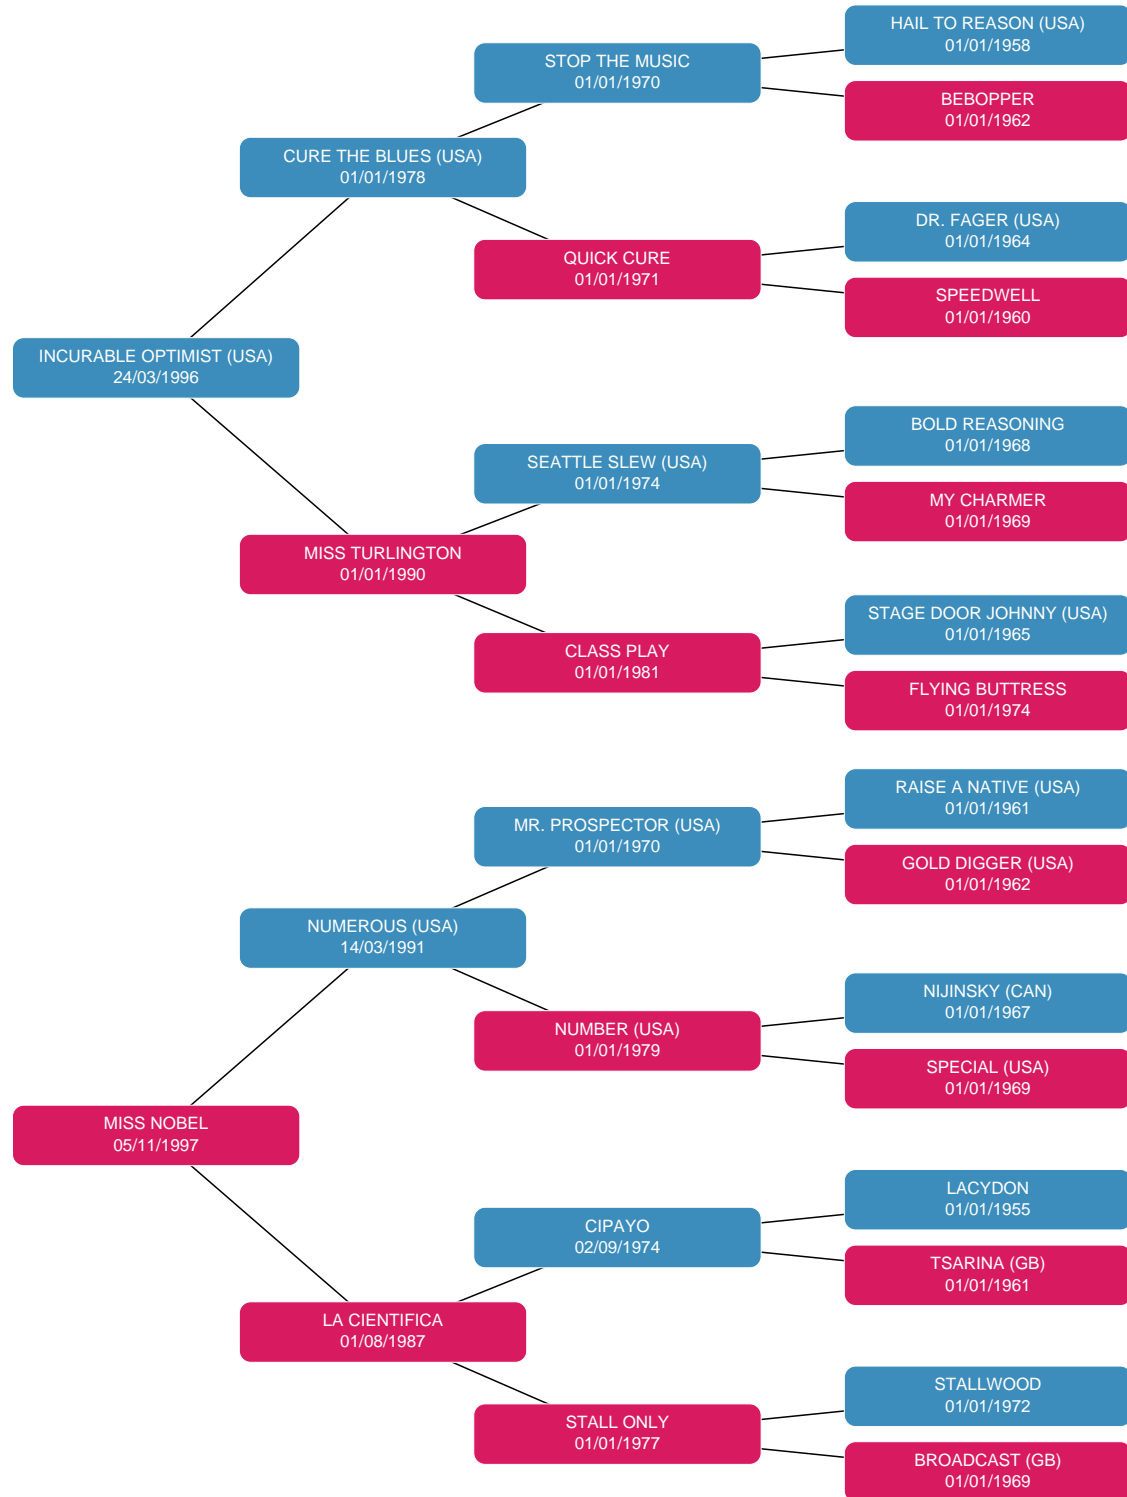 HAIL TO REASON (USA)
01/01/1958
STOP THE MUSIC
01/01/1970
BEBOPPER
01/01/1962
CURE THE BLUES (USA)
01/01/1978
DR. FAGER (USA)
01/01/1964
QUICK CURE
01/01/1971
SPEEDWELL
01/01/1960
INCURABLE OPTIMIST (USA)
24/03/1996
BOLD REASONING
01/01/1968
SEATTLE SLEW (USA)
01/01/1974
MY CHARMER
01/01/1969
MISS TURLINGTON
01/01/1990
STAGE DOOR JOHNNY (USA)
01/01/1965
CLASS PLAY
01/01/1981
FLYING BUTTRESS
01/01/1974
RAISE A NATIVE (USA)
01/01/1961
MR. PROSPECTOR (USA)
01/01/1970
GOLD DIGGER (USA)
01/01/1962
NUMEROUS (USA)
14/03/1991
NIJINSKY (CAN)
01/01/1967
NUMBER (USA)
01/01/1979
SPECIAL (USA)
01/01/1969
MISS NOBEL
05/11/1997
LACYDON
01/01/1955
CIPAYO
02/09/1974
TSARINA (GB)
01/01/1961
LA CIENTIFICA
01/08/1987
STALLWOOD
01/01/1972
STALL ONLY
01/01/1977
BROADCAST (GB)
01/01/1969